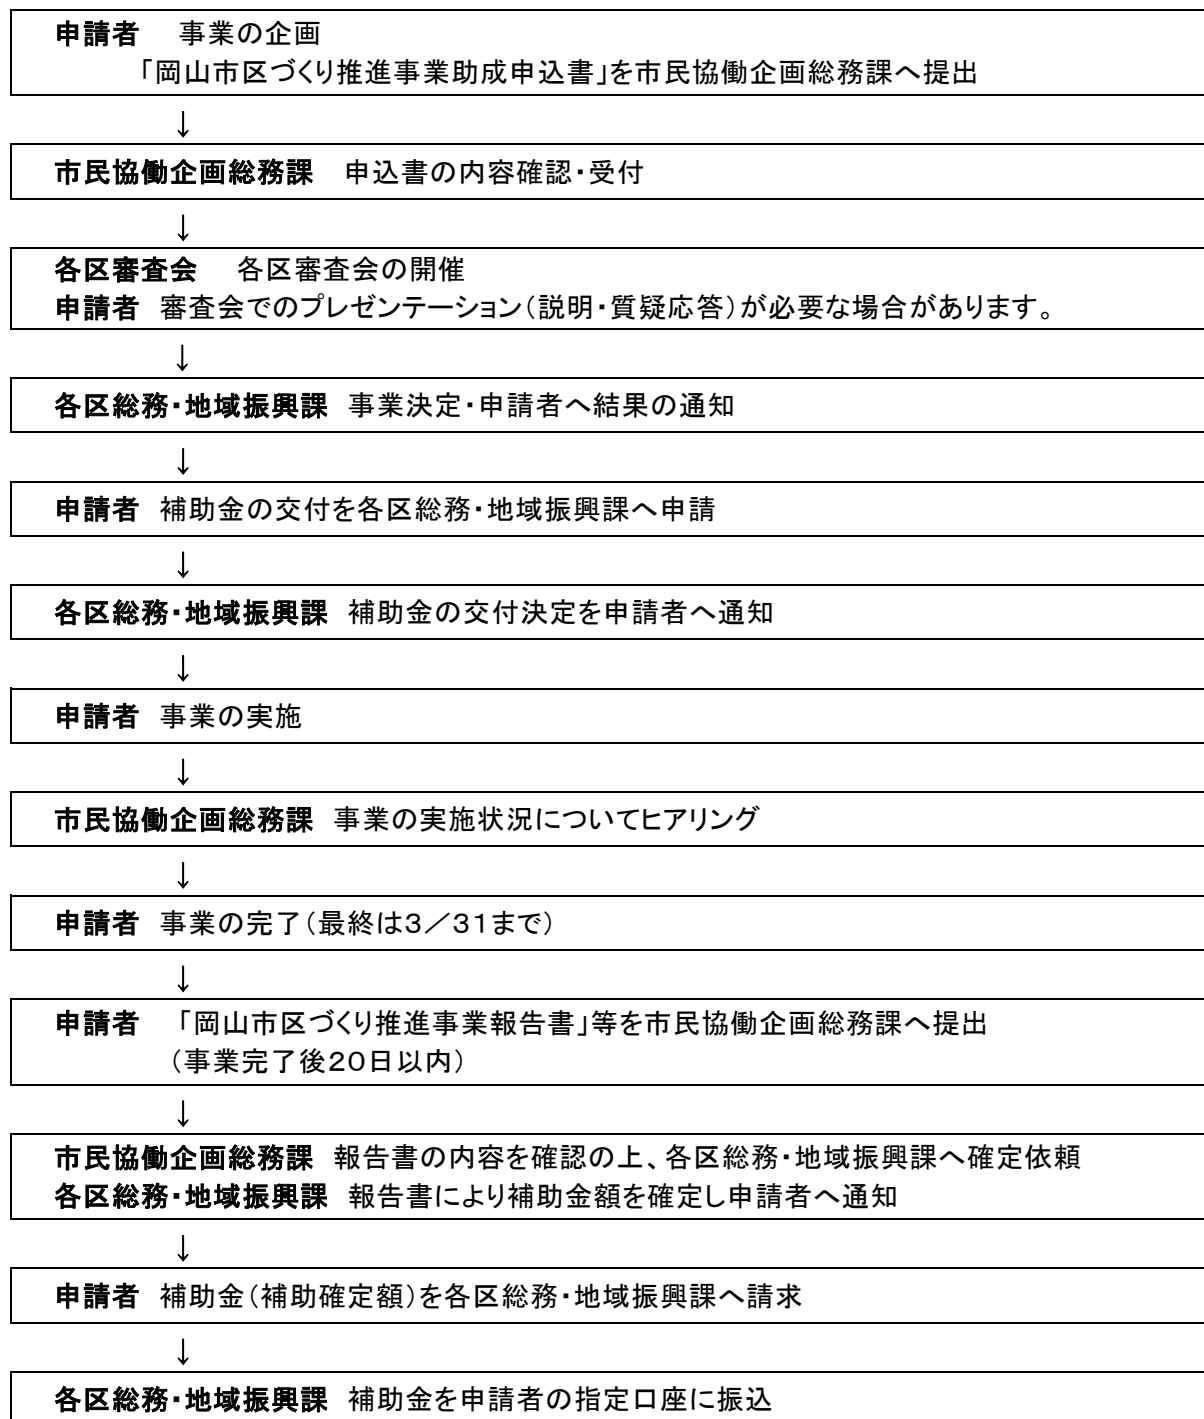 申請者　事業の企画
「岡山市区づくり推進事業助成申込書」を市民協働企画総務課へ提出
↓
市民協働企画総務課　申込書の内容確認・受付
↓
各区審査会　各区審査会の開催
申請者　審査会でのプレゼンテーション（説明・質疑応答）が必要な場合があります。
↓
各区総務・地域振興課　事業決定・申請者へ結果の通知
↓
申請者　補助金の交付を各区総務・地域振興課へ申請
↓
各区総務・地域振興課　補助金の交付決定を申請者へ通知
↓
申請者　事業の実施
↓
市民協働企画総務課　事業の実施状況についてヒアリング
↓
申請者　事業の完了（最終は３／３１まで）
↓
申請者　「岡山市区づくり推進事業報告書」等を市民協働企画総務課へ提出
（事業完了後２０日以内）
↓
市民協働企画総務課　報告書の内容を確認の上、各区総務・地域振興課へ確定依頼
各区総務・地域振興課　報告書により補助金額を確定し申請者へ通知
↓
申請者　補助金（補助確定額）を各区総務・地域振興課へ請求
↓
各区総務・地域振興課　補助金を申請者の指定口座に振込